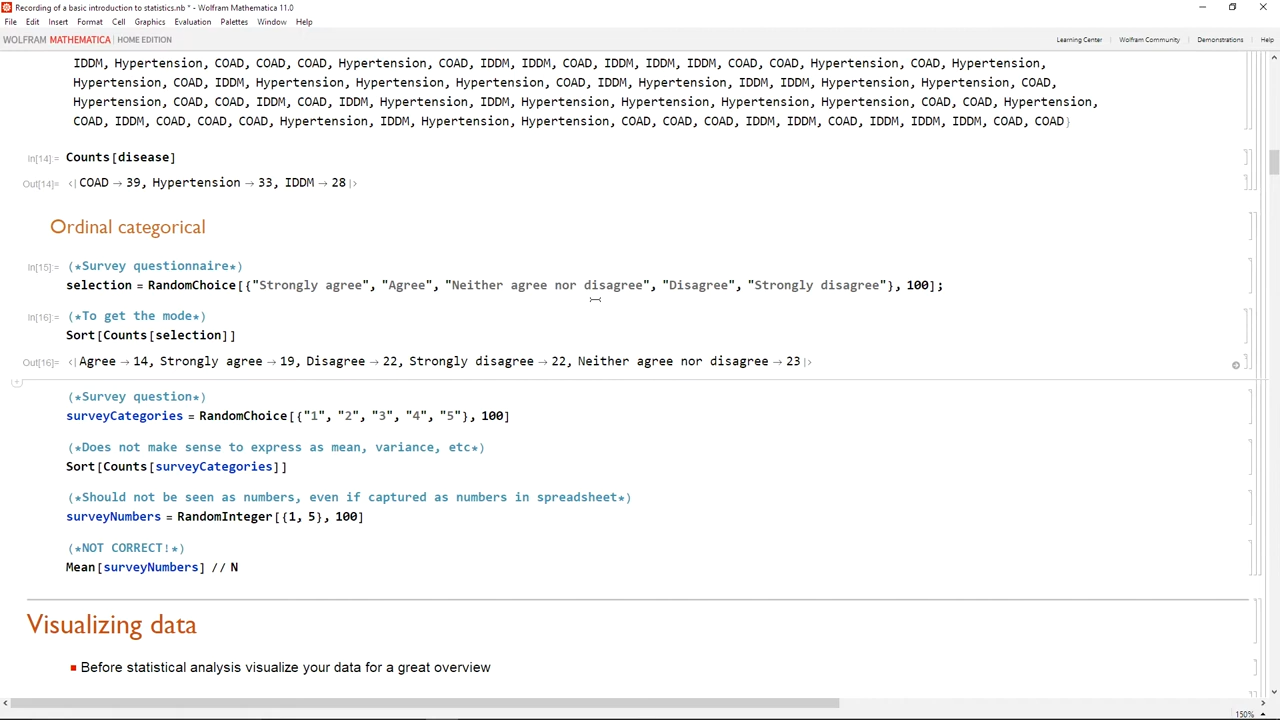 Recording of a basic introduction to statistics.nb * - Wolfram Mathematica 11.0
File Edit Insert Format Cell Graphics Evaluation Palettes Window Help
WOLFRAM MATHEMATICA | HOME EDITION Learning Center | Wolfram Community | Demonstrations | Help
IDDM, Hypertension, COAD, COAD, COAD, Hypertension, COAD, IDDM, IDDM, COAD, IDDM, IDDM, IDDM, COAD, COAD, Hypertension, COAD, Hypertension,
Hypertension, COAD, IDDM, Hypertension, Hypertension, Hypertension, COAD, IDDM, Hypertension, IDDM, IDDM, Hypertension, Hypertension, COAD,
Hypertension, COAD, COAD, IDDM, COAD, IDDM, Hypertension, IDDM, Hypertension, Hypertension, Hypertension, Hypertension, COAD, COAD, Hypertension,
COAD, IDDM, COAD, COAD, COAD, Hypertension, IDDM, Hypertension, Hypertension, COAD, COAD, COAD, IDDM, IDDM, COAD, IDDM, IDDM, IDDM, COAD, COAD}
In[14]:= Counts[disease]
Out[14]= <| COAD → 39, Hypertension → 33, IDDM → 28 |>
Ordinal categorical
In[15]:= (*Survey questionnaire*)
selection = RandomChoice[{"Strongly agree", "Agree", "Neither agree nor disagree", "Disagree", "Strongly disagree"}, 100];
In[16]:= (*To get the mode*)
Sort[Counts[selection]]
Out[16]= <| Agree → 14, Strongly agree → 19, Disagree → 22, Strongly disagree → 22, Neither agree nor disagree → 23 |>
(*Survey question*)
surveyCategories = RandomChoice[{"1", "2", "3", "4", "5"}, 100]
(*Does not make sense to express as mean, variance, etc*)
Sort[Counts[surveyCategories]]
(*Should not be seen as numbers, even if captured as numbers in spreadsheet*)
surveyNumbers = RandomInteger[{1, 5}, 100]
(*NOT CORRECT!*)
Mean[surveyNumbers] // N
Visualizing data
■ Before statistical analysis visualize your data for a great overview
150%